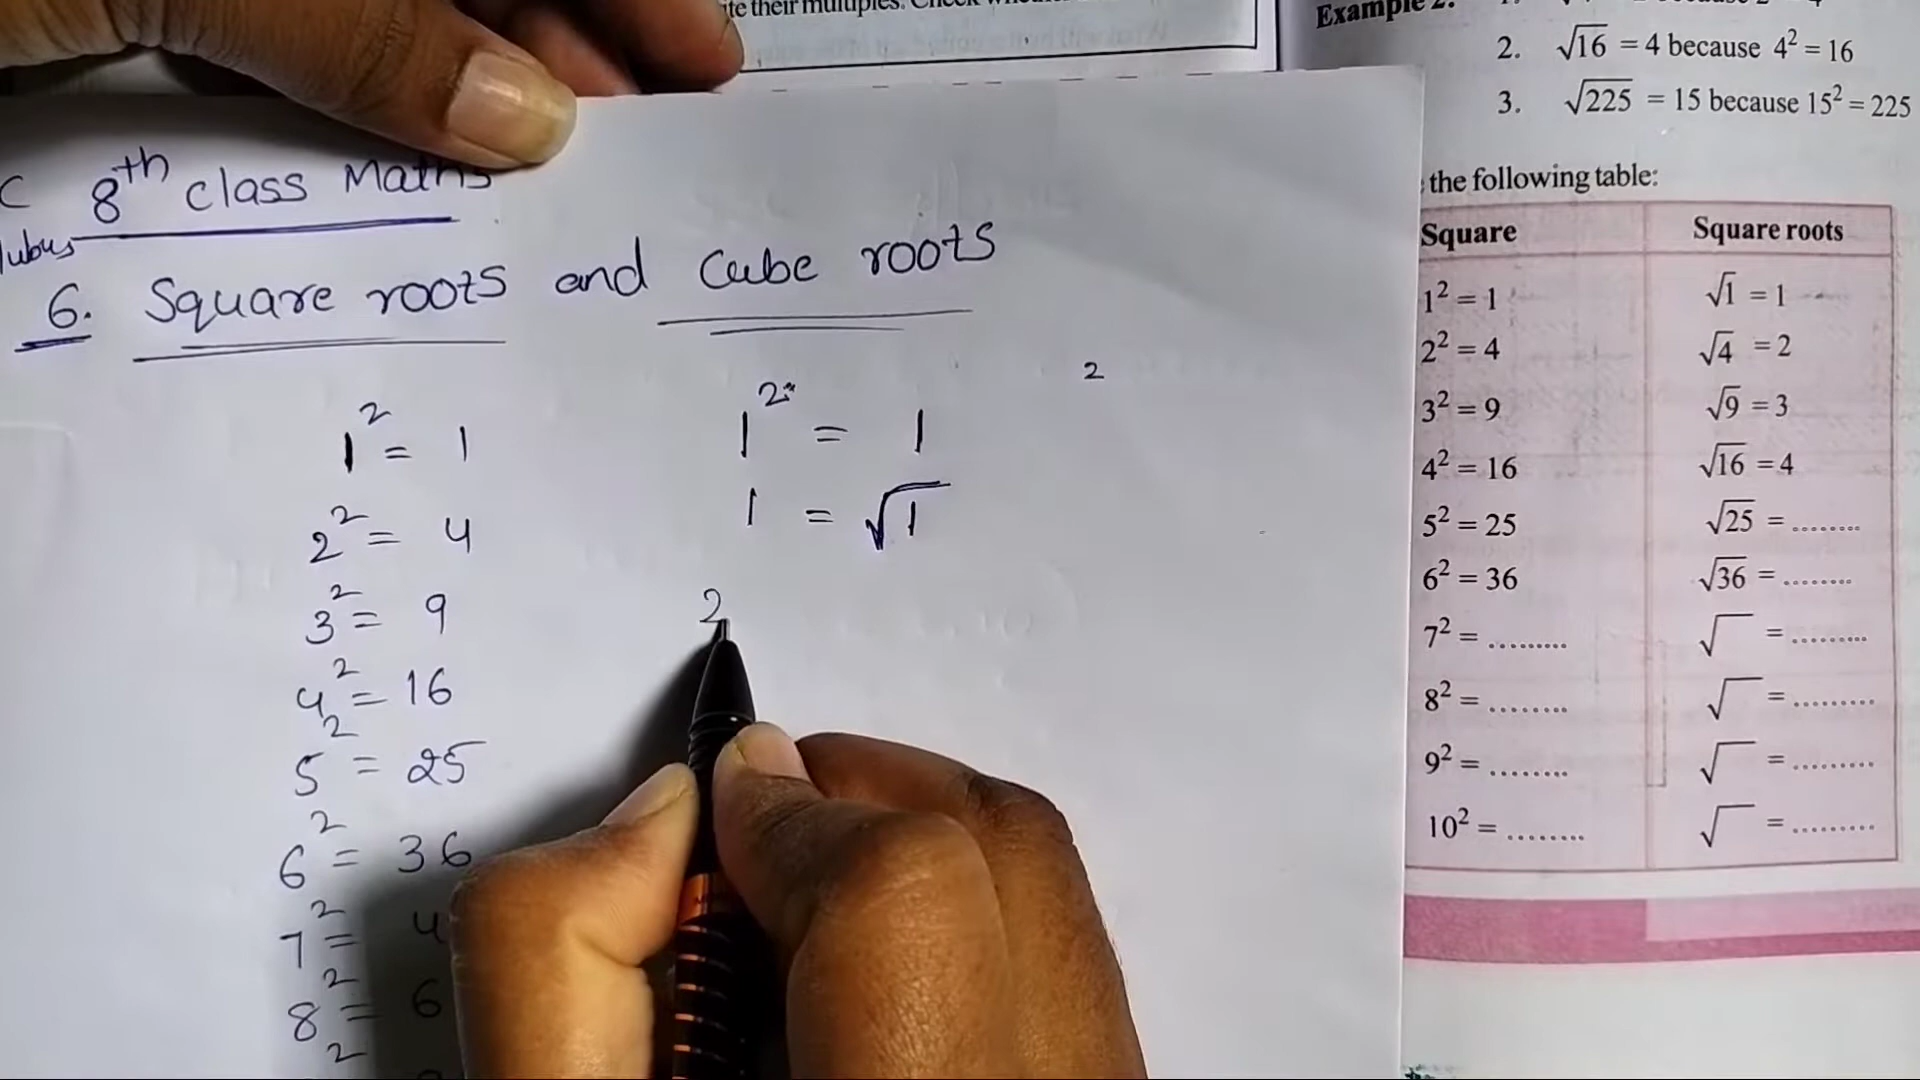 ite their multiples. Check
C 8th class Maths
lubus
6. Square roots and Cube roots
1² = 1
2² = 4
3² = 9
4² = 16
5² = 25
6² = 36
7² = 4
8² = 6
2
1² = 1
2
1 = √1
2
Example 2.
2. √16 = 4 because 4² = 16
3. √225 = 15 because 15² = 225
the following table:
Square Square roots
1² = 1 √1 = 1
2² = 4 √4 = 2
3² = 9 √9 = 3
4² = 16 √16 = 4
5² = 25 √25 = ........
6² = 36 √36 = ........
7² = ......... √ = .........
8² = ......... √ = .........
9² = ......... √ = .........
10² = ......... √ = .........